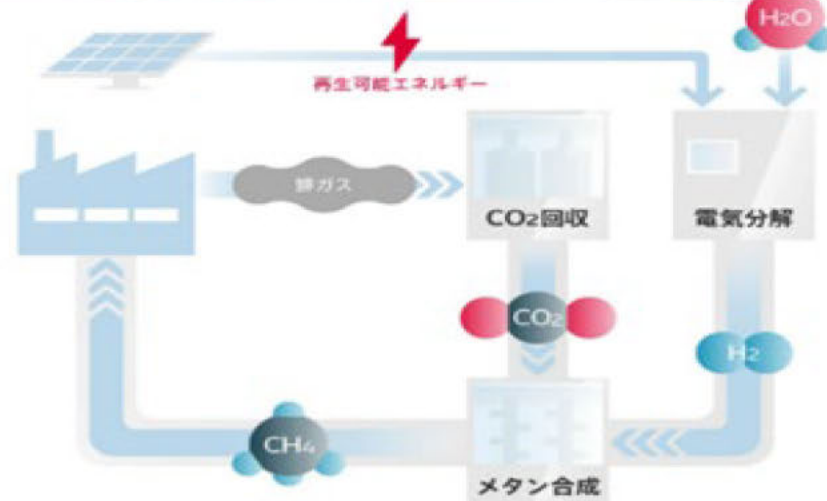 H₂O
再生可能エネルギー
排ガス
CO₂回収
電気分解
CO₂
H₂
CH₄
メタン合成